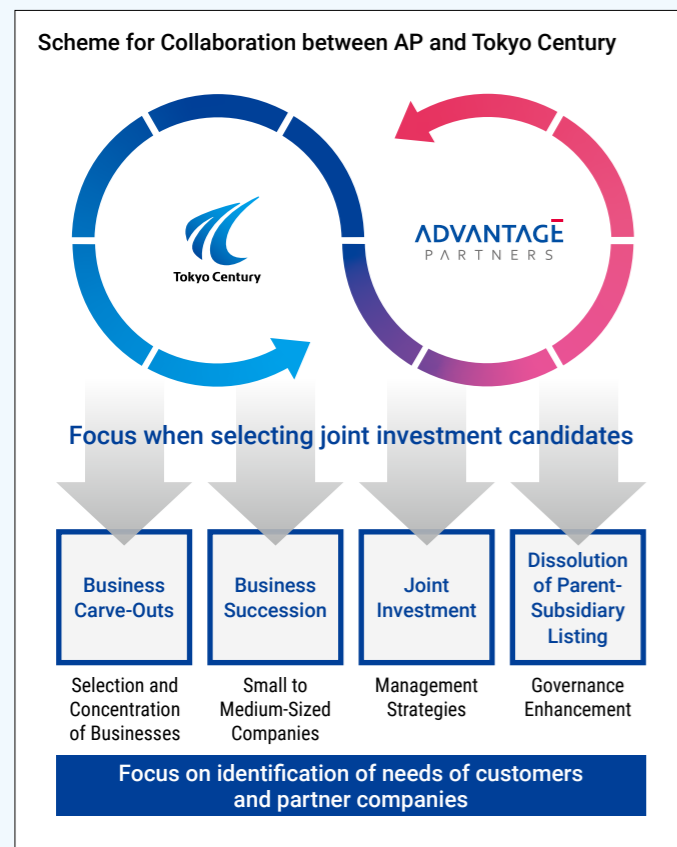 Scheme for Collaboration between AP and Tokyo Century
Tokyo Century
ADVANTAGE
PARTNERS
Focus when selecting joint investment candidates
Business
Carve-Outs
Business
Succession
Joint
Investment
Dissolution
of Parent-
Subsidiary
Listing
Selection and
Concentration
of Businesses
Small to
Medium-Sized
Companies
Management
Strategies
Governance
Enhancement
Focus on identification of needs of customers
and partner companies